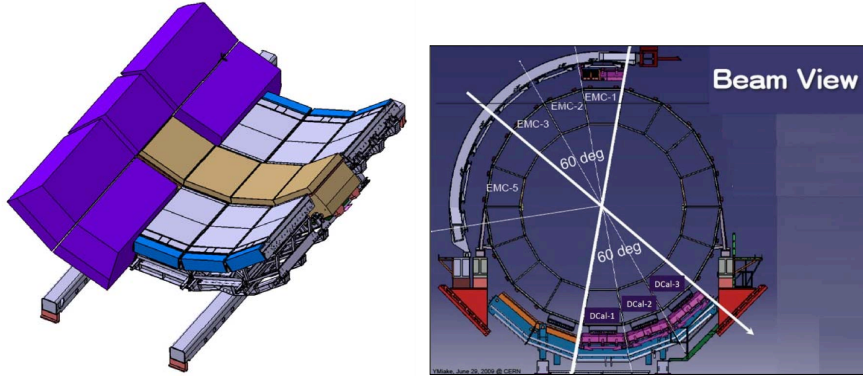 Beam View
EMC-1
EMC-2
EMC-3
60 deg
EMC-5
60 deg
DCal-3
DCal-2
DCal-1
YMiake, June 29, 2009 @ CERN